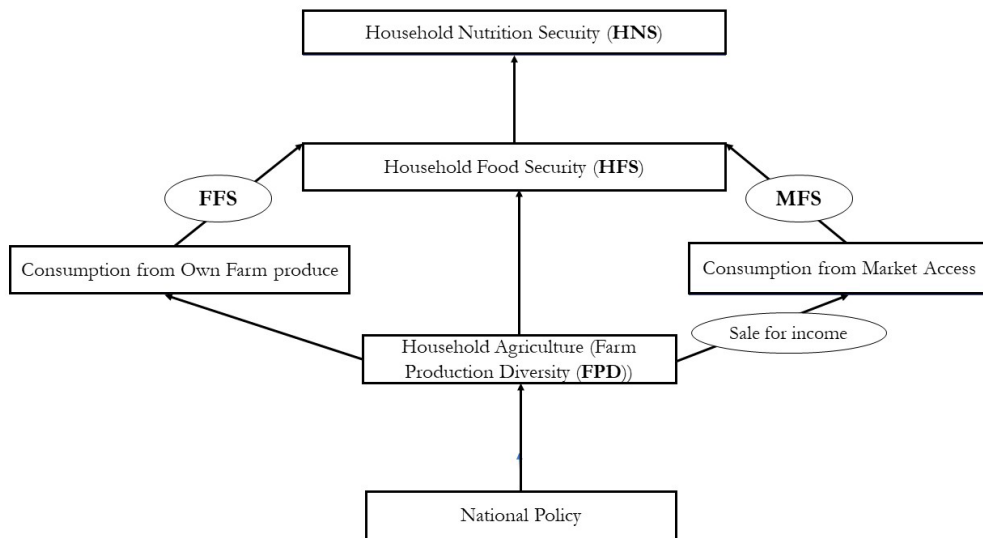 Household Nutrition Security (HNS)
Household Food Security (HFS)
FFS
MFS
Consumption from Own Farm produce
Consumption from Market Access
Sale for income
Household Agriculture (Farm
Production Diversity (FPD))
National Policy